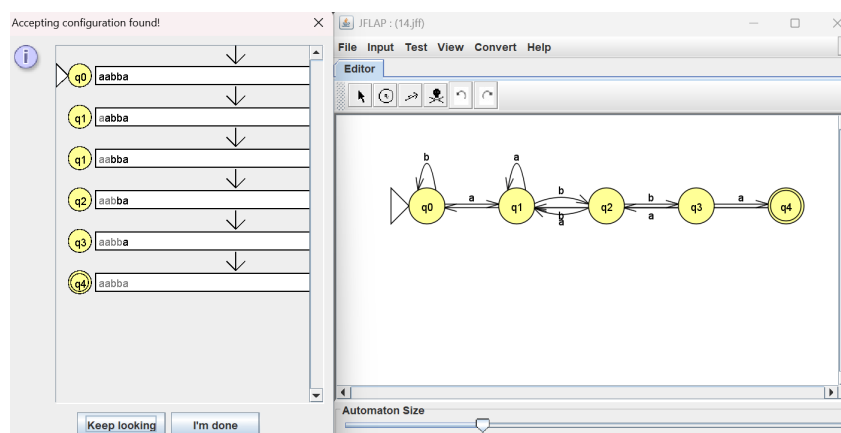 Accepting configuration found!
q0 aabba
q1 aabba
q1 aabba
q2 aabba
q3 aabba
q4 aabba
Keep looking I'm done
JFLAP : (14.jff)
File Input Test View Convert Help
Editor
b a
a b b a
q0 q1 q2 q3 q4
b a
a
Automaton Size